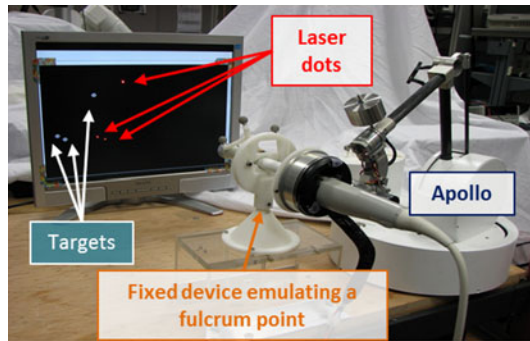 Laser
dots
Targets
Apollo
Fixed device emulating a
fulcrum point